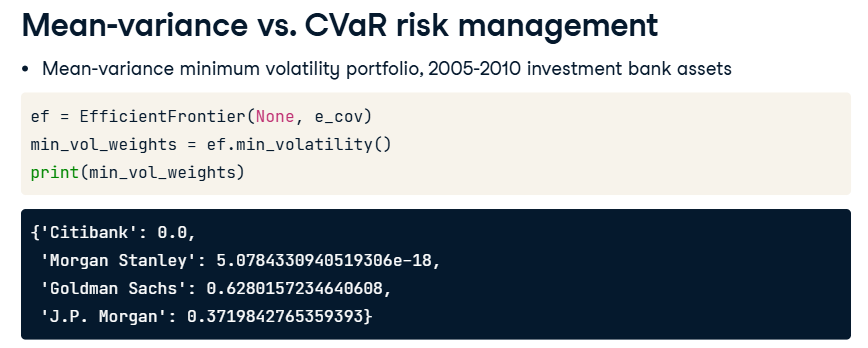 Mean-variance vs. CVaR risk management
• Mean-variance minimum volatility portfolio, 2005-2010 investment bank assets
ef = EfficientFrontier(None, e_cov)
min_vol_weights = ef.min_volatility()
print(min_vol_weights)
{'Citibank': 0.0,
'Morgan Stanley': 5.0784330940519306e-18,
'Goldman Sachs': 0.6280157234640608,
'J.P. Morgan': 0.3719842765359393}